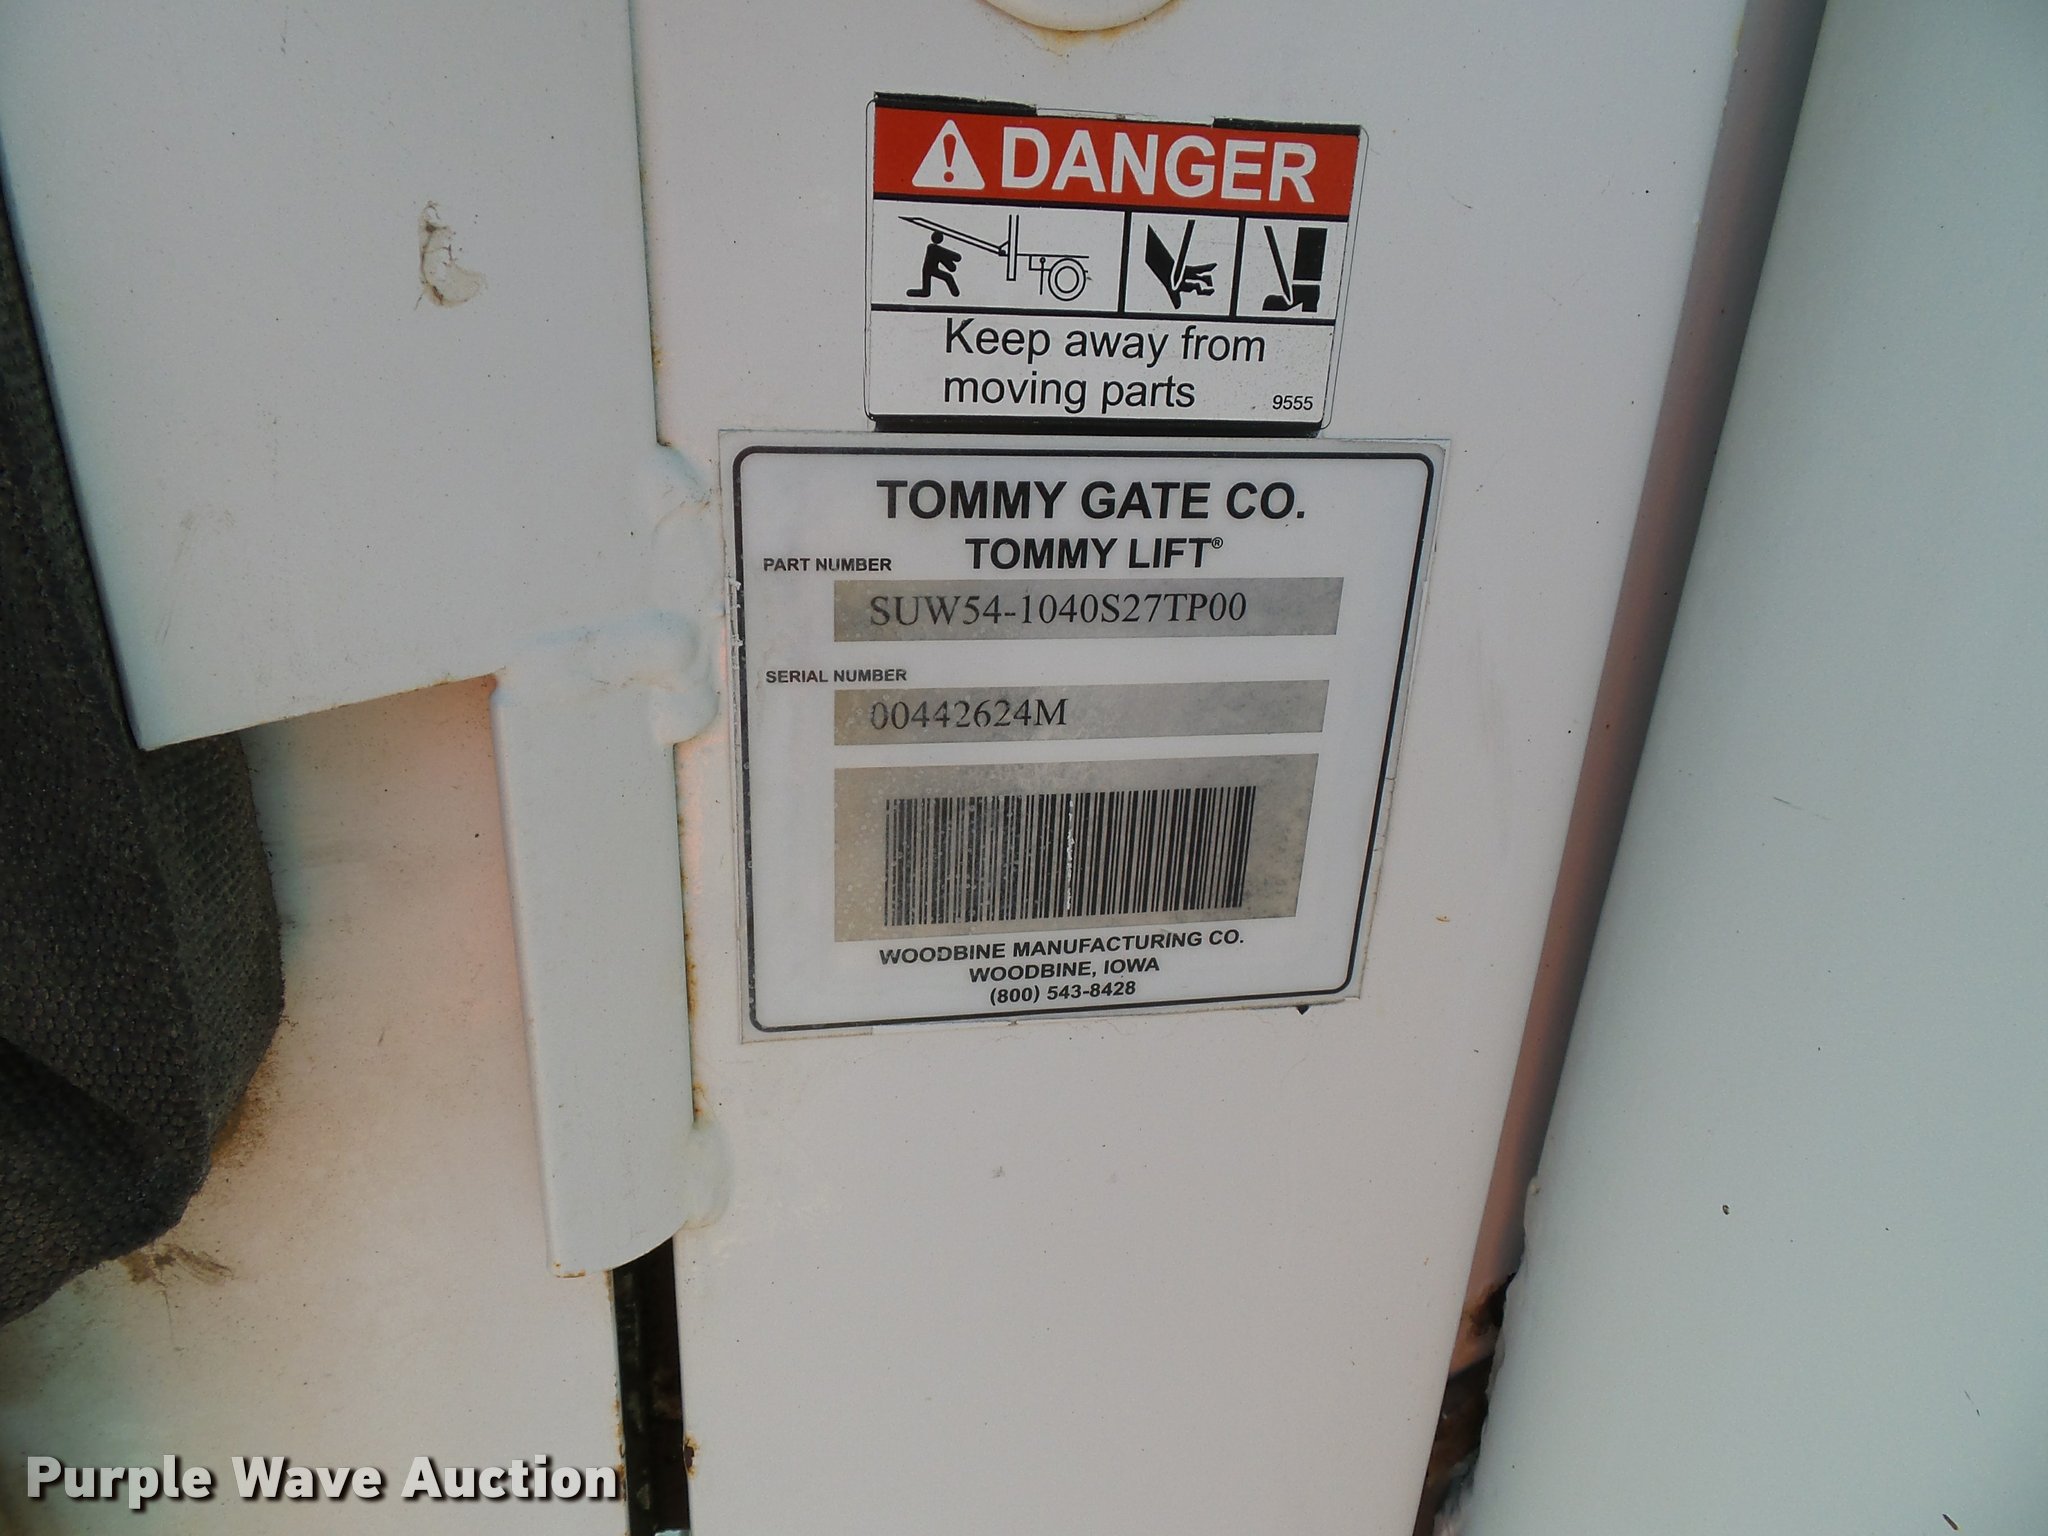 DANGER
Keep away from
moving parts
9555
TOMMY GATE CO.
TOMMY LIFT®
PART NUMBER
SUW54-1040S27TP00
SERIAL NUMBER
00442624M
WOODBINE MANUFACTURING CO.
WOODBINE, IOWA
(800) 543-8428
Purple Wave Auction